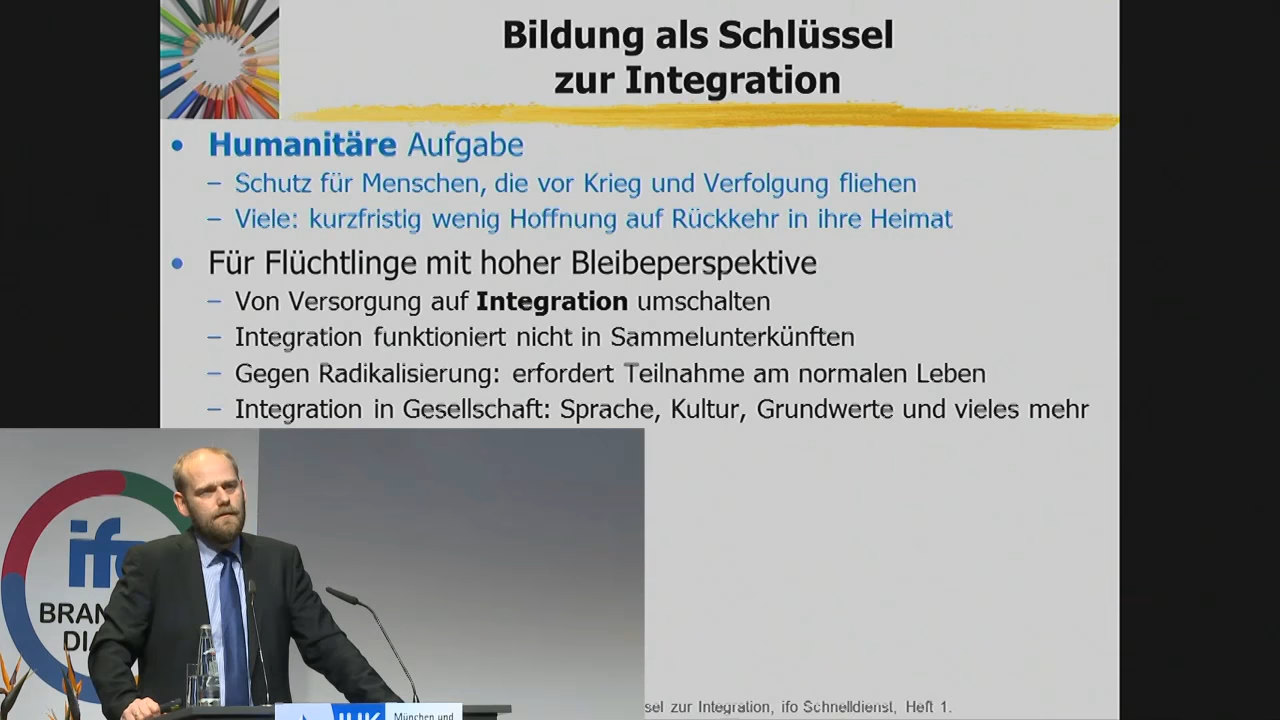 Bildung als Schlüssel
zur Integration
• Humanitäre Aufgabe
– Schutz für Menschen, die vor Krieg und Verfolgung fliehen
– Viele: kurzfristig wenig Hoffnung auf Rückkehr in ihre Heimat
• Für Flüchtlinge mit hoher Bleibeperspektive
– Von Versorgung auf Integration umschalten
– Integration funktioniert nicht in Sammelunterkünften
– Gegen Radikalisierung: erfordert Teilnahme am normalen Leben
– Integration in Gesellschaft: Sprache, Kultur, Grundwerte und vieles mehr
ifo
BRAN
DIA
IHK München und
sel zur Integration, ifo Schnelldienst, Heft 1.